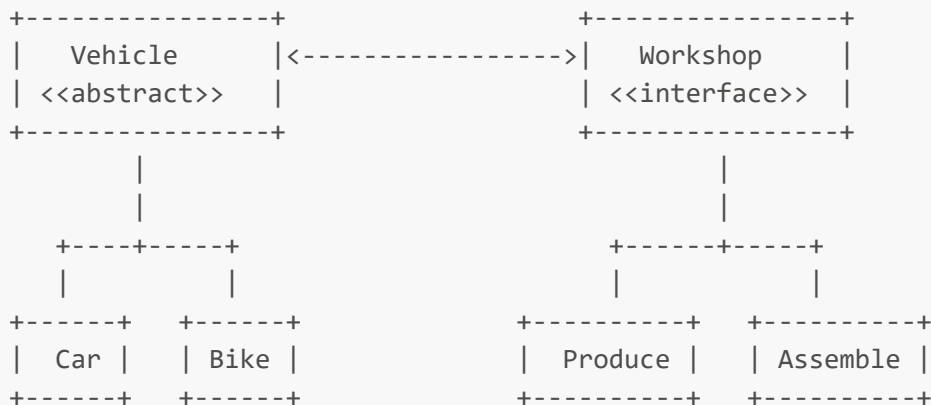 +----------------+                    +----------------+
|   Vehicle      |<----------------->|   Workshop     |
| <<abstract>>   |                   | <<interface>>  |
+----------------+                    +----------------+
        |                                     |
        |                                     |
   +----+-----+                        +------+-----+
   |          |                        |            |
+------+   +------+              +----------+   +----------+
|  Car |   | Bike |              |  Produce |   | Assemble |
+------+   +------+              +----------+   +----------+